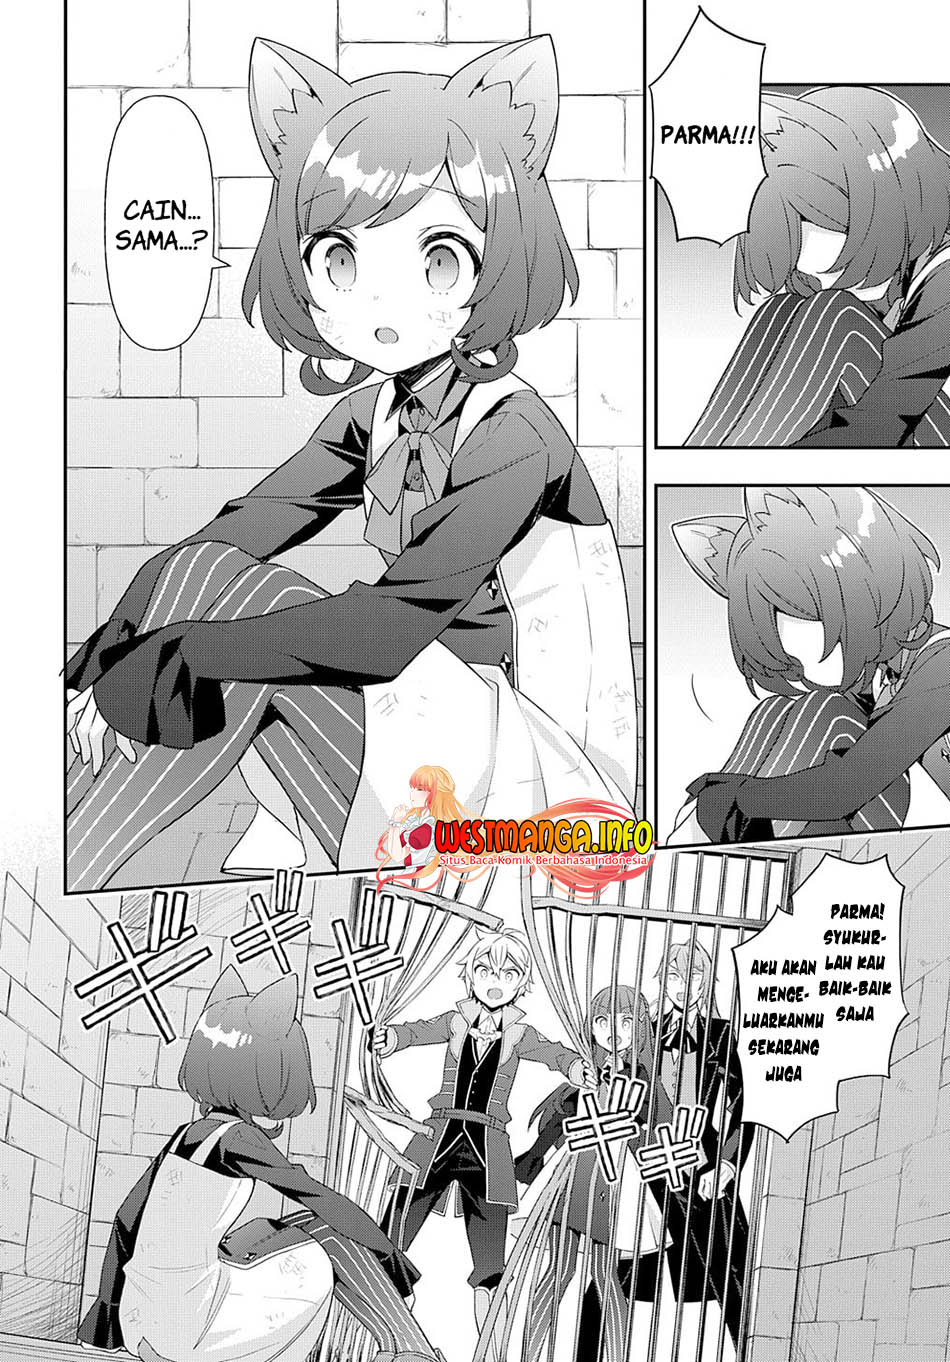 PARMA!!!
CAIN...
SAMA....?
WESTMANGA.INFO
Situs Baca Komik Berbahasa Indonesia
PARMA!
SYUKUR-
LAH KAU
BAIK-BAIK
SAJA
AKU AKAN
MENGE-
LUARKANMU
SEKARANG
JUGA
ギギギ
ギギ